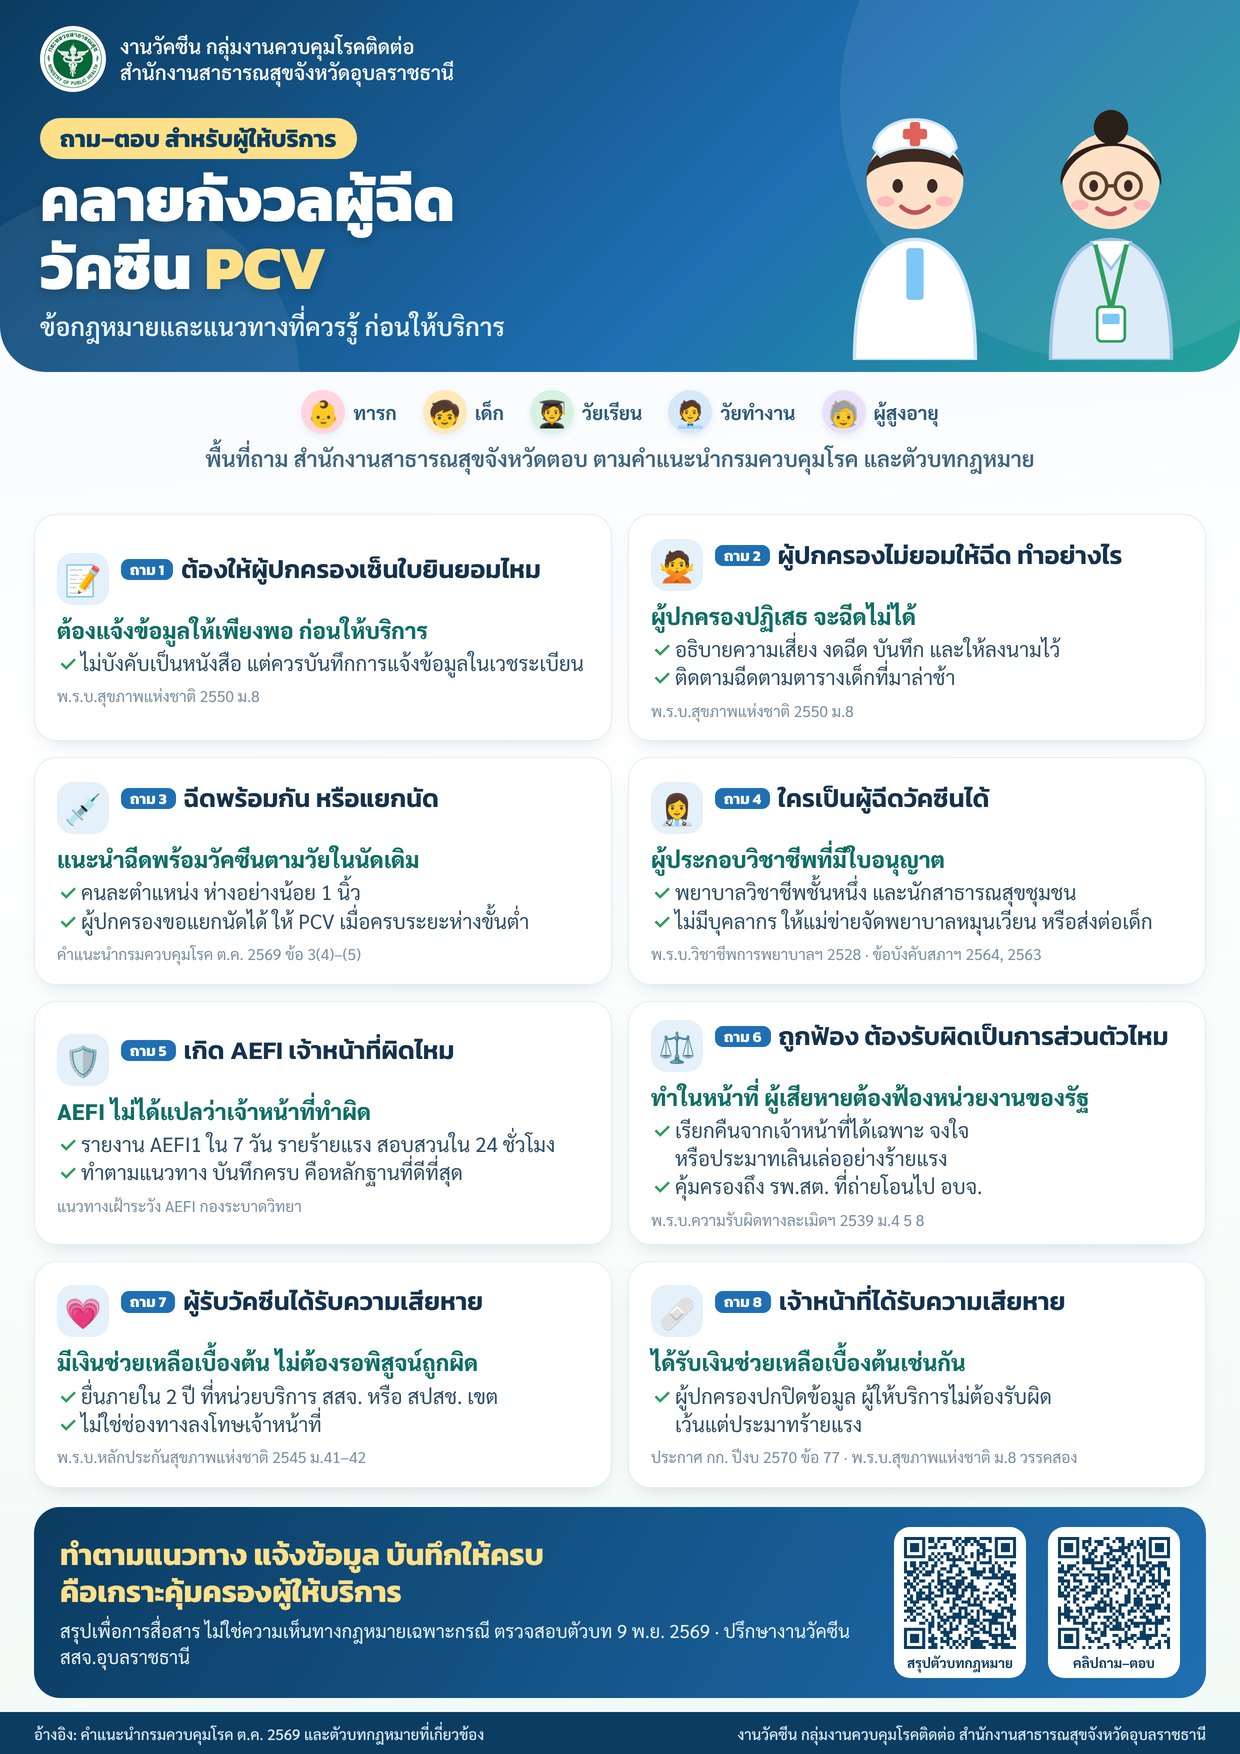 งานวัคซีน กลุ่มงานควบคุมโรคติดต่อ
สำนักงานสาธารณสุขจังหวัดอุบลราชธานี
ถาม–ตอบ สำหรับผู้ให้บริการ
คลายกังวลผู้ฉีด
วัคซีน PCV
ข้อกฎหมายและแนวทางที่ควรรู้ ก่อนให้บริการ
ทารก เด็ก วัยเรียน วัยทำงาน ผู้สูงอายุ
พื้นที่ถาม สำนักงานสาธารณสุขจังหวัดตอบ ตามคำแนะนำกรมควบคุมโรค และตัวบทกฎหมาย
ถาม 1 ต้องให้ผู้ปกครองเซ็นใบยินยอมไหม
ต้องแจ้งข้อมูลให้เพียงพอ ก่อนให้บริการ
✓ ไม่บังคับเป็นหนังสือ แต่ควรบันทึกการแจ้งข้อมูลในเวชระเบียน
พ.ร.บ.สุขภาพแห่งชาติ 2550 ม.8
ถาม 2 ผู้ปกครองไม่ยอมให้ฉีด ทำอย่างไร
ผู้ปกครองปฏิเสธ จะฉีดไม่ได้
✓ อธิบายความเสี่ยง งดฉีด บันทึก และให้ลงนามไว้
✓ ติดตามฉีดตามตารางเด็กที่มาล่าช้า
พ.ร.บ.สุขภาพแห่งชาติ 2550 ม.8
ถาม 3 ฉีดพร้อมกัน หรือแยกนัด
แนะนำฉีดพร้อมวัคซีนตามวัยในนัดเดิม
✓ คนละตำแหน่ง ห่างอย่างน้อย 1 นิ้ว
✓ ผู้ปกครองขอแยกนัดได้ ให้ PCV เมื่อครบระยะห่างขั้นต่ำ
คำแนะนำกรมควบคุมโรค ต.ค. 2569 ข้อ 3(4)–(5)
ถาม 4 ใครเป็นผู้ฉีดวัคซีนได้
ผู้ประกอบวิชาชีพที่มีใบอนุญาต
✓ พยาบาลวิชาชีพชั้นหนึ่ง และนักสาธารณสุขชุมชน
✓ ไม่มีบุคลากร ให้แม่ข่ายจัดพยาบาลหมุนเวียน หรือส่งต่อเด็ก
พ.ร.บ.วิชาชีพการพยาบาลฯ 2528 · ข้อบังคับสภาฯ 2564, 2563
ถาม 5 เกิด AEFI เจ้าหน้าที่ผิดไหม
AEFI ไม่ได้แปลว่าเจ้าหน้าที่ทำผิด
✓ รายงาน AEFI1 ใน 7 วัน รายร้ายแรง สอบสวนใน 24 ชั่วโมง
✓ ทำตามแนวทาง บันทึกครบ คือหลักฐานที่ดีที่สุด
แนวทางเฝ้าระวัง AEFI กองระบาดวิทยา
ถาม 6 ถูกฟ้อง ต้องรับผิดเป็นการส่วนตัวไหม
ทำในหน้าที่ ผู้เสียหายต้องฟ้องหน่วยงานของรัฐ
✓ เรียกคืนจากเจ้าหน้าที่ได้เฉพาะ จงใจ
หรือประมาทเลินเล่ออย่างร้ายแรง
✓ คุ้มครองถึง รพ.สต. ที่ถ่ายโอนไป อบจ.
พ.ร.บ.ความรับผิดทางละเมิดฯ 2539 ม.4 5 8
ถาม 7 ผู้รับวัคซีนได้รับความเสียหาย
มีเงินช่วยเหลือเบื้องต้น ไม่ต้องรอพิสูจน์ถูกผิด
✓ ยื่นภายใน 2 ปี ที่หน่วยบริการ สสจ. หรือ สปสช. เขต
✓ ไม่ใช่ช่องทางลงโทษเจ้าหน้าที่
พ.ร.บ.หลักประกันสุขภาพแห่งชาติ 2545 ม.41–42
ถาม 8 เจ้าหน้าที่ได้รับความเสียหาย
ได้รับเงินช่วยเหลือเบื้องต้นเช่นกัน
✓ ผู้ปกครองปกปิดข้อมูล ผู้ให้บริการไม่ต้องรับผิด
เว้นแต่ประมาทร้ายแรง
ประกาศ กก. ปีงบ 2570 ข้อ 77 · พ.ร.บ.สุขภาพแห่งชาติ ม.8 วรรคสอง
ทำตามแนวทาง แจ้งข้อมูล บันทึกให้ครบ
คือเกราะคุ้มครองผู้ให้บริการ
สรุปเพื่อการสื่อสาร ไม่ใช่ความเห็นทางกฎหมายเฉพาะกรณี ตรวจสอบตัวบท 9 พ.ย. 2569 · ปรึกษางานวัคซีน
สสจ.อุบลราชธานี
สรุปตัวบทกฎหมาย
คลิปถาม–ตอบ
อ้างอิง: คำแนะนำกรมควบคุมโรค ต.ค. 2569 และตัวบทกฎหมายที่เกี่ยวข้อง
งานวัคซีน กลุ่มงานควบคุมโรคติดต่อ สำนักงานสาธารณสุขจังหวัดอุบลราชธานี